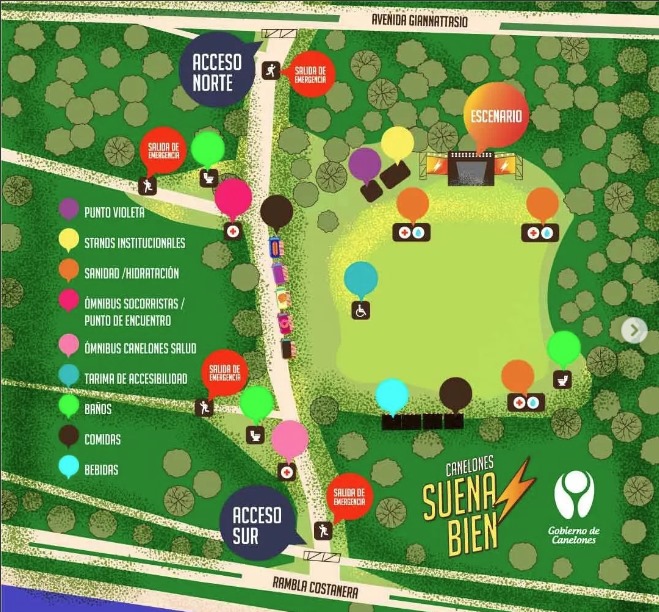 AVENIDA GIANNATTASIO
ACCESO
NORTE
SALIDA DE
EMERGENCIA
ESCENARIO
SALIDA DE
EMERGENCIA
PUNTO VIOLETA
STANDS INSTITUCIONALES
SANIDAD /HIDRATACIÓN
ÓMNIBUS SOCORRISTAS /
PUNTO DE ENCUENTRO
ÓMNIBUS CANELONES SALUD
TARIMA DE ACCESIBILIDAD
BAÑOS
COMIDAS
BEBIDAS
SALIDA DE
EMERGENCIA
SALIDA DE
EMERGENCIA
ACCESO
SUR
CANELONES
SUENA
BIEN
Gobierno de
Canelones
RAMBLA COSTANERA